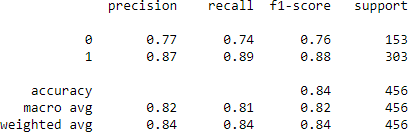 precision recall f1-score support
0 0.77 0.74 0.76 153
1 0.87 0.89 0.88 303
accuracy 0.84 456
macro avg 0.82 0.81 0.82 456
weighted avg 0.84 0.84 0.84 456